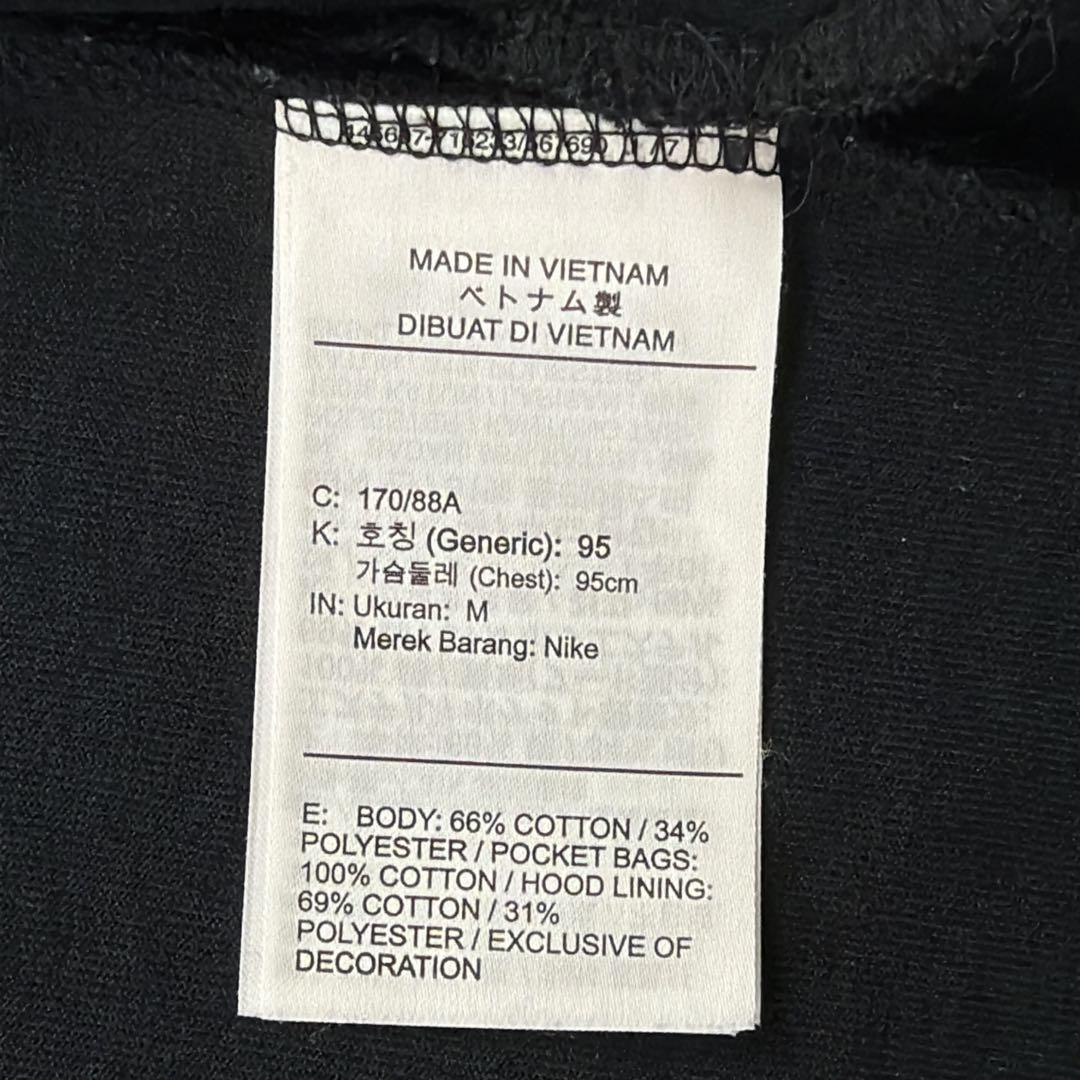 MADE IN VIETNAM
ベトナム製
DIBUAT DI VIETNAM
C: 170/88A
K: 호칭 (Generic): 95
가슴둘레 (Chest): 95cm
IN: Ukuran: M
Merek Barang: Nike
E: BODY: 66% COTTON / 34%
POLYESTER / POCKET BAGS:
100% COTTON / HOOD LINING:
69% COTTON / 31%
POLYESTER / EXCLUSIVE OF
DECORATION